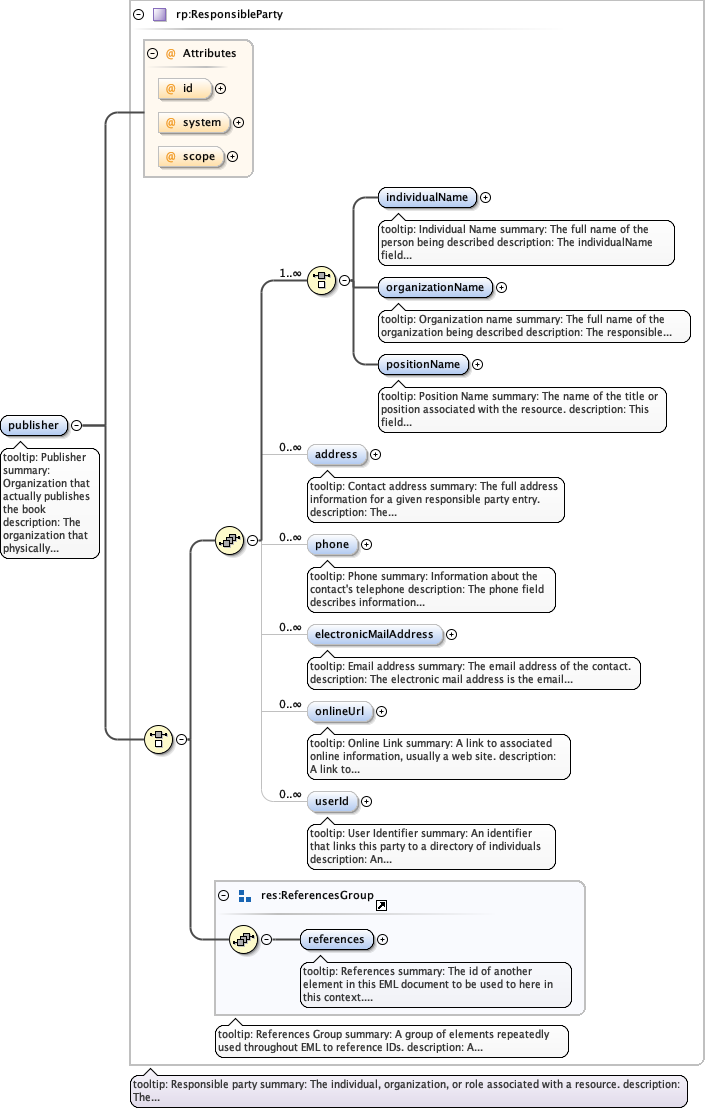 rp:ResponsibleParty
@ Attributes
@ id
@ system
@ scope
individualName
tooltip: Individual Name summary: The full name of the
person being described description: The individualName
field...
1..∞
organizationName
tooltip: Organization name summary: The full name of the
organization being described description: The responsible...
positionName
tooltip: Position Name summary: The name of the title or
position associated with the resource. description: This
field...
publisher
tooltip: Publisher
summary:
Organization that
actually publishes
the book
description: The
organization that
physically...
0..∞
address
tooltip: Contact address summary: The full address
information for a given responsible party entry.
description: The...
0..∞
phone
tooltip: Phone summary: Information about the
contact's telephone description: The phone field
describes information...
0..∞
electronicMailAddress
tooltip: Email address summary: The email address of the contact.
description: The electronic mail address is the email...
0..∞
onlineUrl
tooltip: Online Link summary: A link to associated
online information, usually a web site. description:
A link to...
0..∞
userId
tooltip: User Identifier summary: An identifier
that links this party to a directory of individuals
description: An...
res:ReferencesGroup
references
tooltip: References summary: The id of another
element in this EML document to be used to here in
this context....
tooltip: References Group summary: A group of elements repeatedly
used throughout EML to reference IDs. description: A...
tooltip: Responsible party summary: The individual, organization, or role associated with a resource. description:
The...